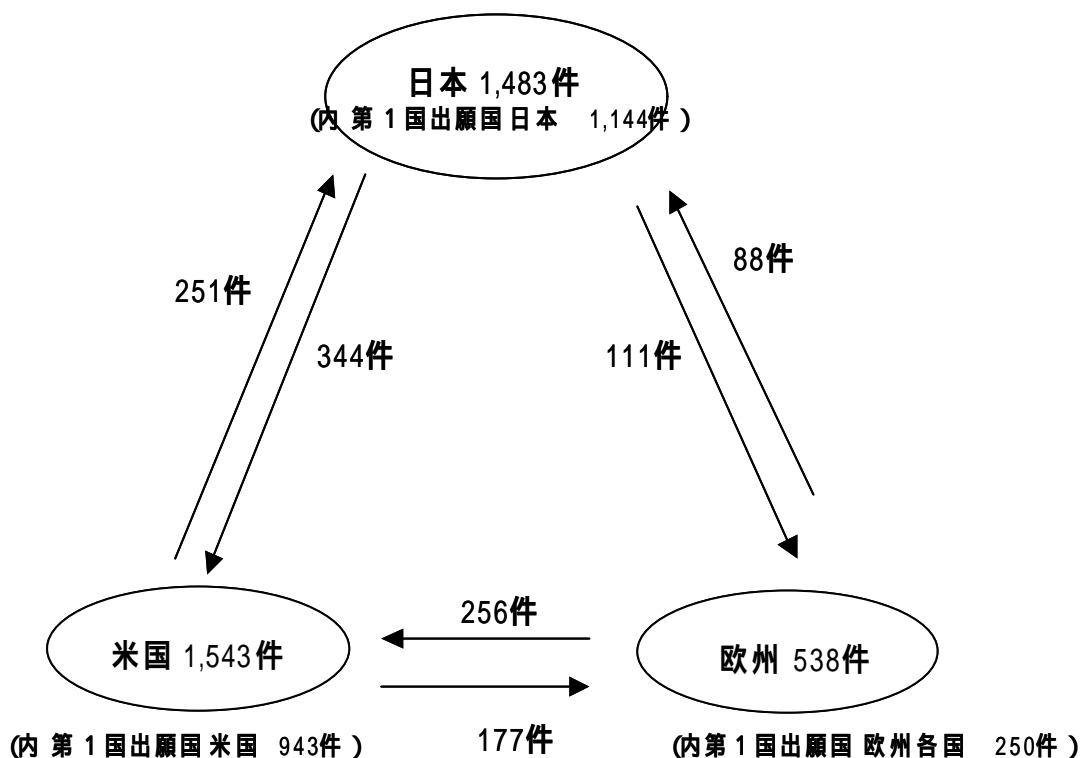 日本 1,483件
(内 第1国出願国日本 1,144件)
88件
251件
344件
111件
256件
米国 1,543件
欧州 538件
177件
(内 第1国出願国米国 943件)
(内第1国出願国 欧州各国 250件)